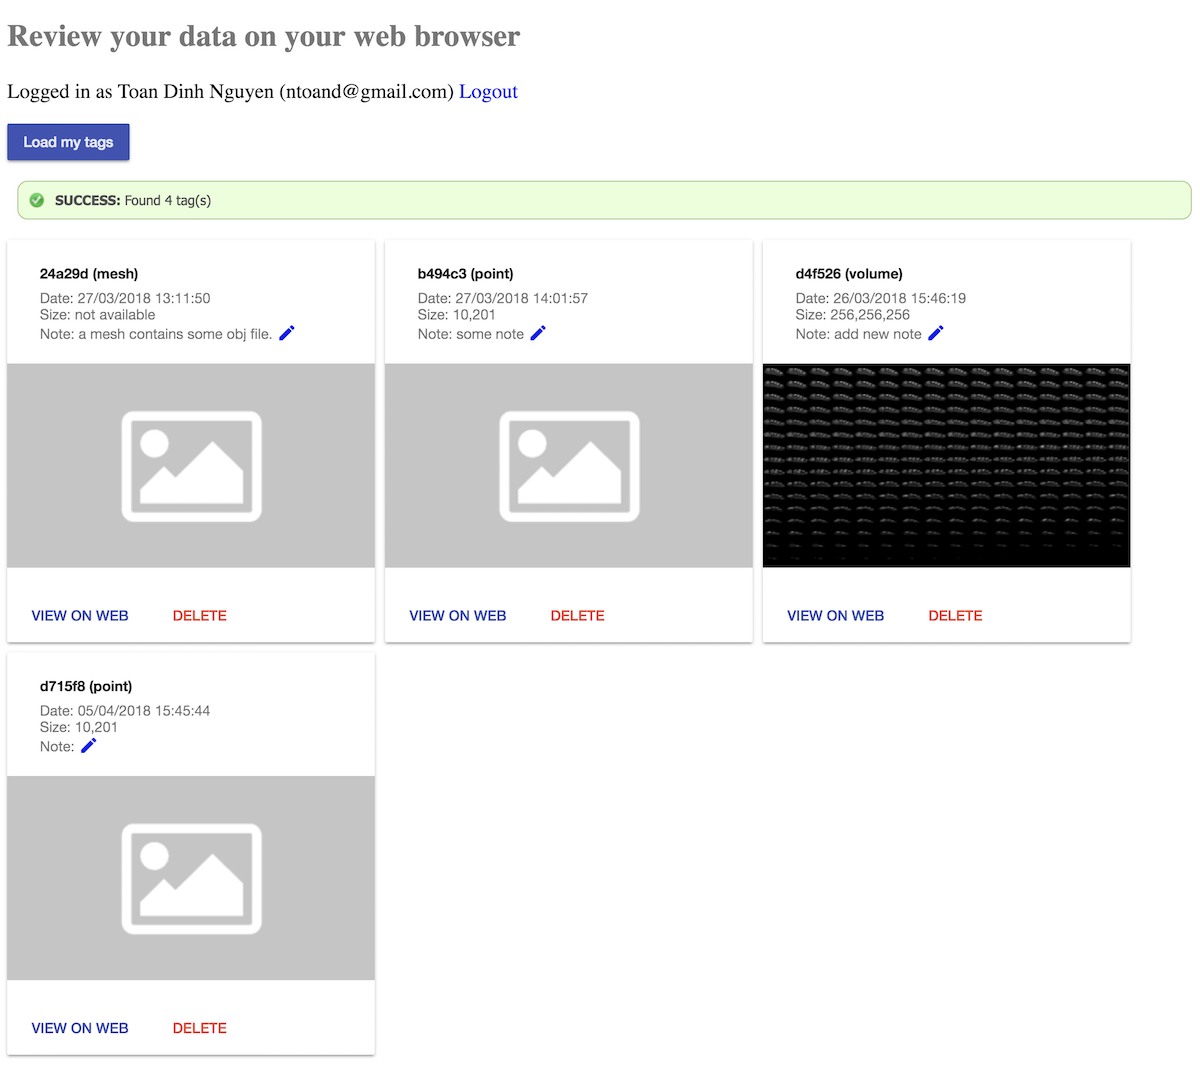 Review your data on your web browser
Logged in as Toan Dinh Nguyen (ntoand@gmail.com) Logout
Load my tags
SUCCESS: Found 4 tag(s)
24a29d (mesh)
Date: 27/03/2018 13:11:50
Size: not available
Note: a mesh contains some obj file.
VIEW ON WEB DELETE
b494c3 (point)
Date: 27/03/2018 14:01:57
Size: 10,201
Note: some note
VIEW ON WEB DELETE
d4f526 (volume)
Date: 26/03/2018 15:46:19
Size: 256,256,256
Note: add new note
VIEW ON WEB DELETE
d715f8 (point)
Date: 05/04/2018 15:45:44
Size: 10,201
Note:
VIEW ON WEB DELETE